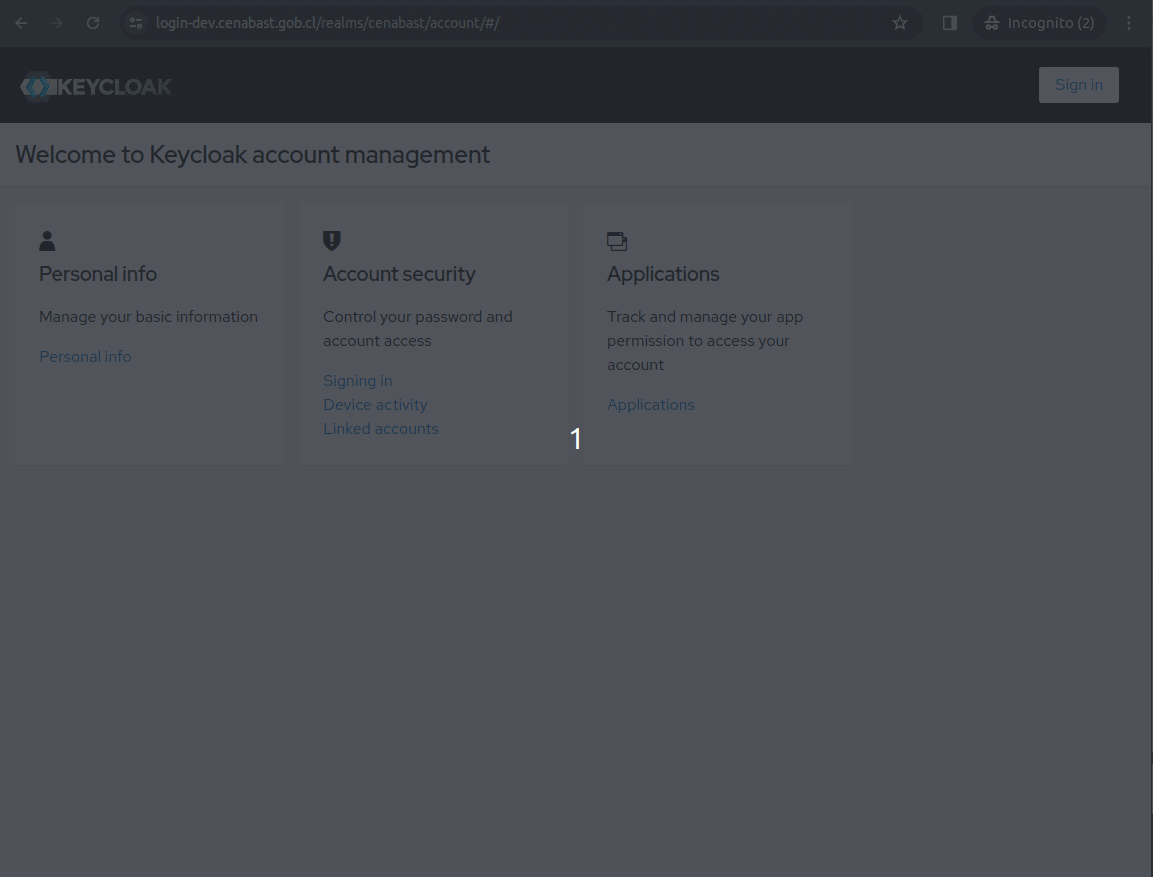 login-dev.cenabast.gob.cl/realms/cenabast/account/#/
Incognito (2)
KEYCLOAK
Sign in
Welcome to Keycloak account management
Personal info
Manage your basic information
Personal info
Account security
Control your password and
account access
Signing in
Device activity
Linked accounts
Applications
Track and manage your app
permission to access your
account
Applications
1